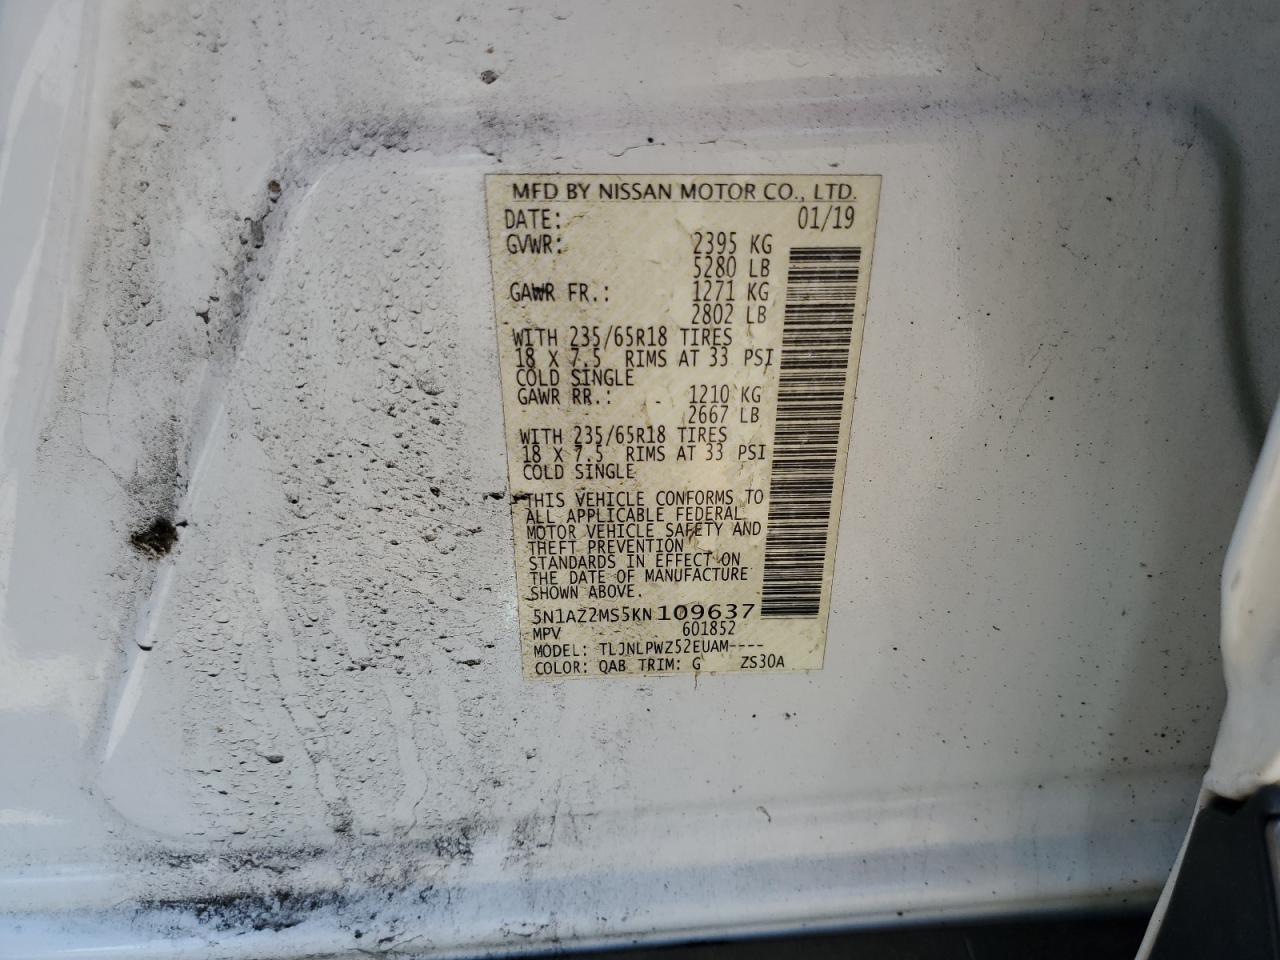 MFD BY NISSAN MOTOR CO., LTD.
DATE: 01/19
GVWR: 2395 KG
5280 LB
GAWR FR.: 1271 KG
2802 LB
WITH 235/65R18 TIRES
18 X 7.5 RIMS AT 33 PSI
COLD SINGLE
GAWR RR.: 1210 KG
2667 LB
WITH 235/65R18 TIRES
18 X 7.5 RIMS AT 33 PSI
COLD SINGLE
THIS VEHICLE CONFORMS TO
ALL APPLICABLE FEDERAL
MOTOR VEHICLE SAFETY AND
THEFT PREVENTION
STANDARDS IN EFFECT ON
THE DATE OF MANUFACTURE
SHOWN ABOVE.
5N1AZ2MS5KN109637
MPV 601852
MODEL: TLJNLPWZ52EUAM----
COLOR: QAB TRIM: G ZS30A